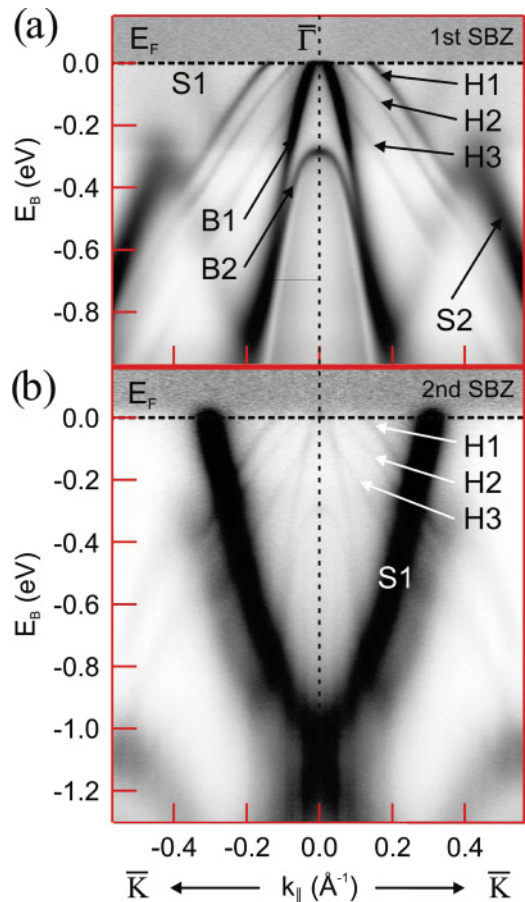 (a)
E_F Γ̅ 1st SBZ
S1
H1
H2
H3
B1
B2
S2
E_B (eV)
0.0
-0.2
-0.4
-0.6
-0.8
(b)
E_F 2nd SBZ
H1
H2
H3
S1
E_B (eV)
0.0
-0.2
-0.4
-0.6
-0.8
-1.0
-1.2
-0.4 -0.2 0.0 0.2 0.4
K̅ k_∥ (Å⁻¹) K̅